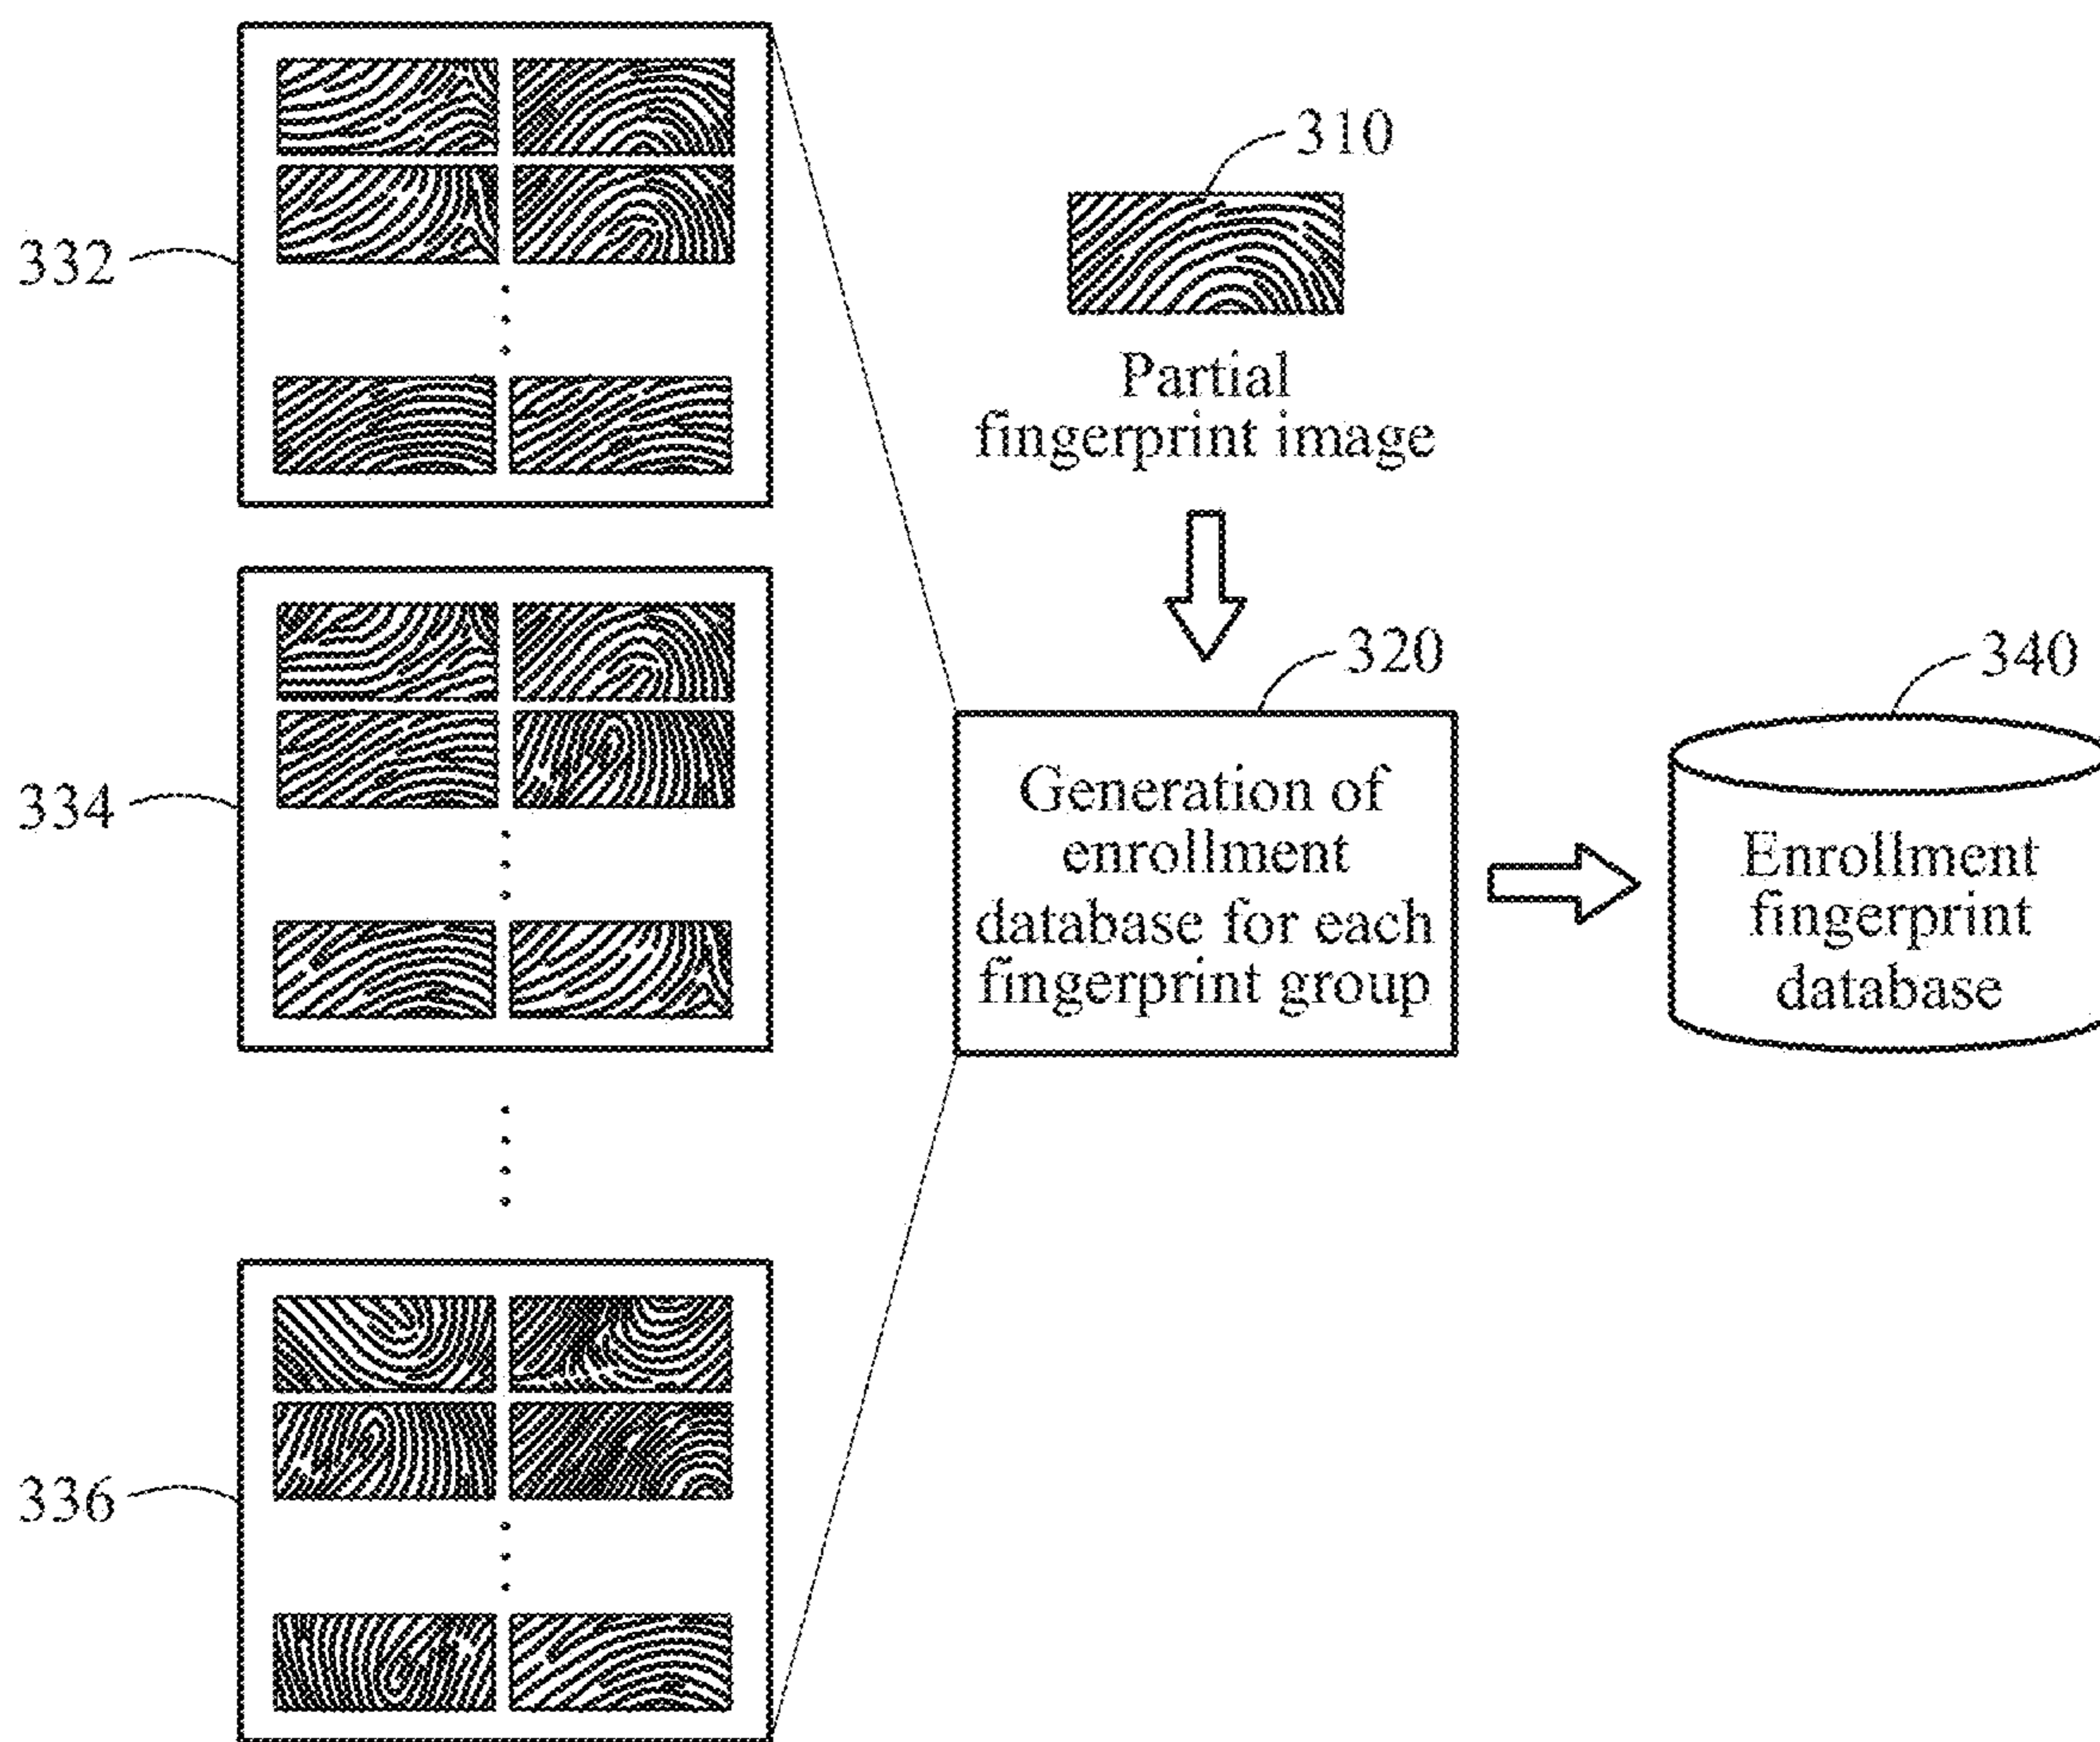 332
310
Partial
fingerprint image
334
320
Generation of
enrollment
database for each
fingerprint group
340
Enrollment
fingerprint
database
336